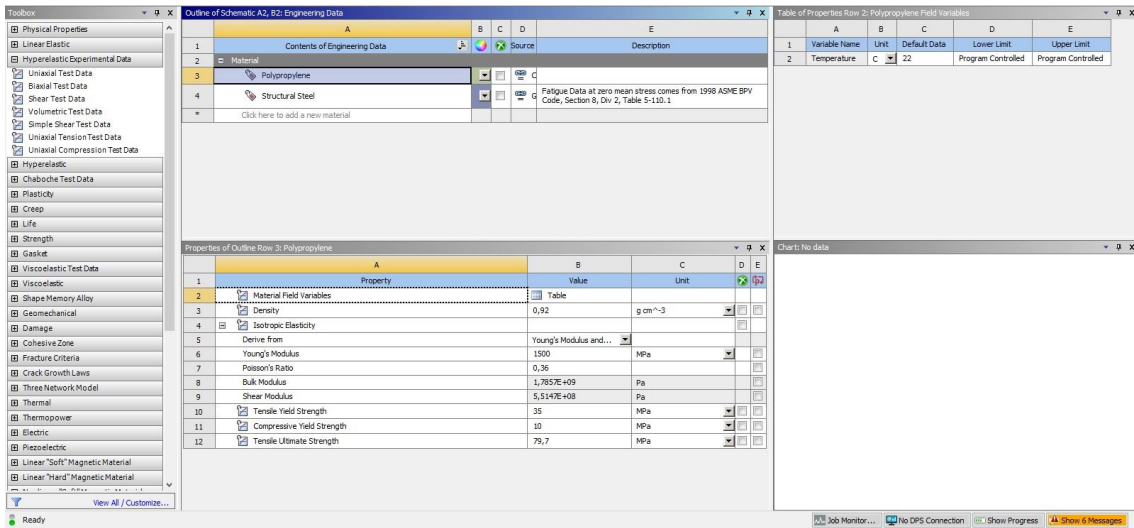 Toolbox
Physical Properties
Linear Elastic
Hyperelastic Experimental Data
Uniaxial Test Data
Biaxial Test Data
Shear Test Data
Volumetric Test Data
Simple Shear Test Data
Uniaxial Tension Test Data
Uniaxial Compression Test Data
Hyperelastic
Chaboche Test Data
Plasticity
Creep
Life
Strength
Gasket
Viscoelastic Test Data
Viscoelastic
Shape Memory Alloy
Geomechanical
Damage
Cohesive Zone
Fracture Criteria
Crack Growth Laws
Three Network Model
Thermal
Thermopower
Electric
Piezoelectric
Linear "Soft" Magnetic Material
Linear "Hard" Magnetic Material
View All / Customize...
Outline of Schematic A2, B2: Engineering Data
A B C D E
1 Contents of Engineering Data Source Description
2 Material
3 Polypropylene C
4 Structural Steel G Fatigue Data at zero mean stress comes from 1998 ASME BPV
Code, Section 8, Div 2, Table 5-110.1
* Click here to add a new material
Properties of Outline Row 3: Polypropylene
A B C D E
1 Property Value Unit
2 Material Field Variables Table
3 Density 0,92 g cm^-3
4 Isotropic Elasticity
5 Derive from Young's Modulus and...
6 Young's Modulus 1500 MPa
7 Poisson's Ratio 0,36
8 Bulk Modulus 1,7857E+09 Pa
9 Shear Modulus 5,5147E+08 Pa
10 Tensile Yield Strength 35 MPa
11 Compressive Yield Strength 10 MPa
12 Tensile Ultimate Strength 79,7 MPa
Table of Properties Row 2: Polypropylene Field Variables
A B C D E
1 Variable Name Unit Default Data Lower Limit Upper Limit
2 Temperature C 22 Program Controlled Program Controlled
Chart: No data
Ready
Job Monitor... No DPS Connection Show Progress Show 6 Messages